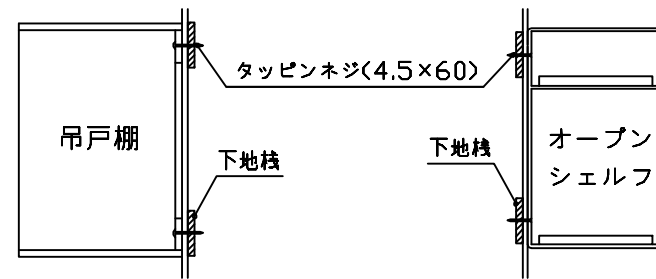 タッピンネジ(4.5×60)
吊戸棚
下地桟
下地桟
オープン
シェルフ